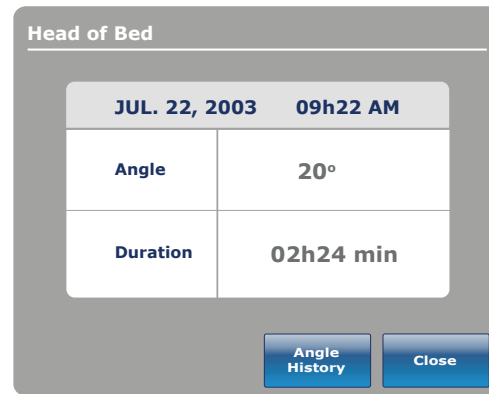 Head of Bed
JUL. 22, 2003 09h22 AM
Angle 20°
Duration 02h24 min
Angle
History
Close